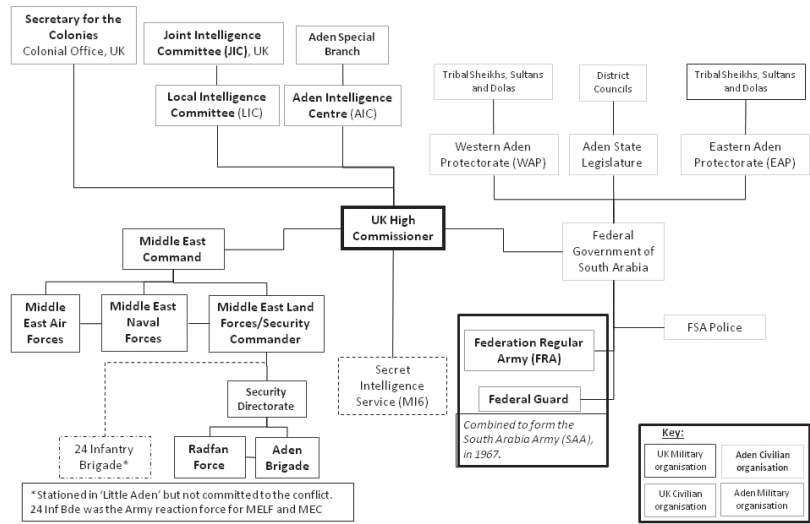 Secretary for the
Colonies
Colonial Office, UK
Joint Intelligence
Committee (JIC), UK
Aden Special
Branch
Local Intelligence
Committee (LIC)
Aden Intelligence
Centre (AIC)
Tribal Sheikhs, Sultans
and Dolas
District
Councils
Tribal Sheikhs, Sultans
and Dolas
Western Aden
Protectorate (WAP)
Aden State
Legislature
Eastern Aden
Protectorate (EAP)
UK High
Commissioner
Middle East
Command
Federal
Government of
South Arabia
Middle
East Air
Forces
Middle East
Naval
Forces
Middle East Land
Forces/Security
Commander
FSA Police
Federation Regular
Army (FRA)
Federal Guard
Combined to form the
South Arabia Army (SAA),
in 1967.
Secret
Intelligence
Service (MI6)
Security
Directorate
24 Infantry
Brigade*
Radfan
Force
Aden
Brigade
*Stationed in 'Little Aden' but not committed to the conflict.
24 Inf Bde was the Army reaction force for MELF and MEC
Key:
UK Military
organisation
Aden Civilian
organisation
UK Civilian
organisation
Aden Military
organisation